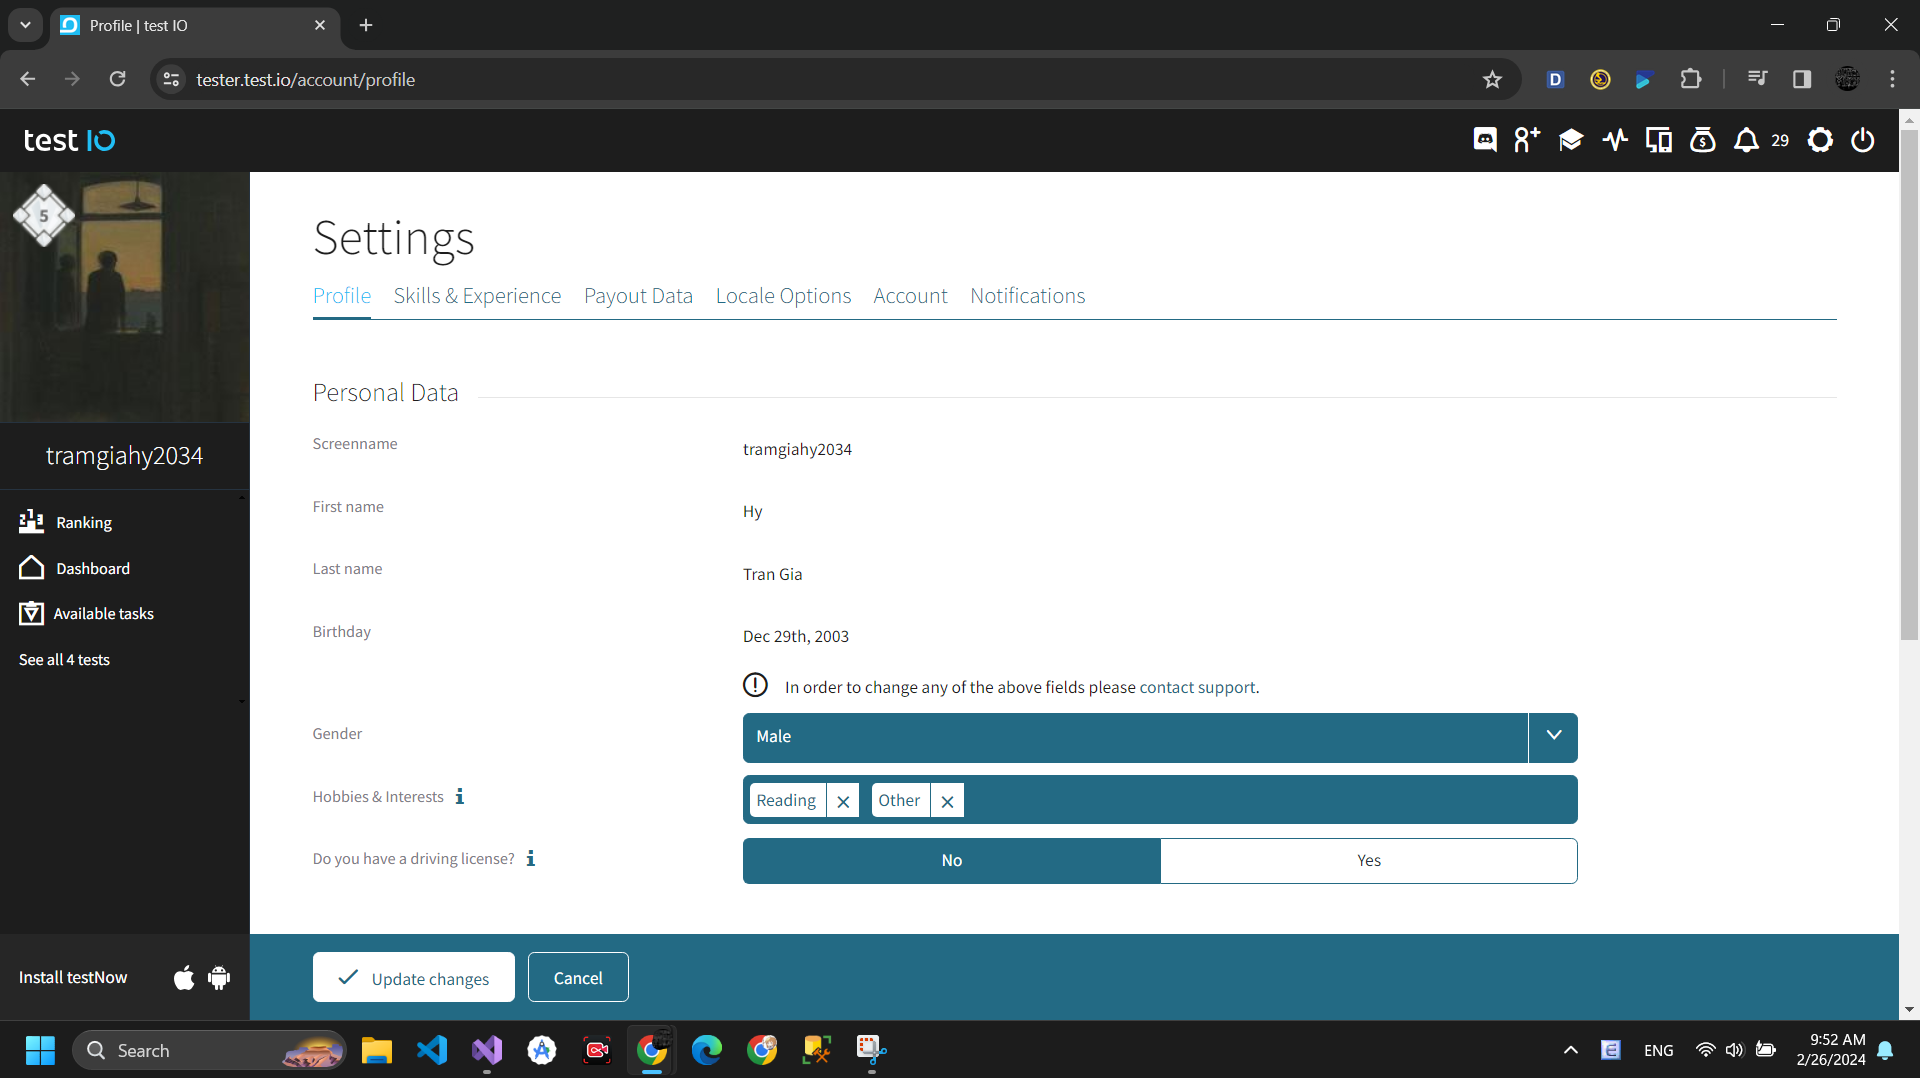 Profile | test IO
tester.test.io/account/profile
test IO
29
5
tramgiahy2034
Ranking
Dashboard
Available tasks
See all 4 tests
Install testNow
Settings
Profile Skills & Experience Payout Data Locale Options Account Notifications
Personal Data
Screenname
tramgiahy2034
First name
Hy
Last name
Tran Gia
Birthday
Dec 29th, 2003
In order to change any of the above fields please contact support.
Gender
Male
Hobbies & Interests
Reading Other
Do you have a driving license?
No Yes
Update changes Cancel
Search
ENG
9:52 AM
2/26/2024